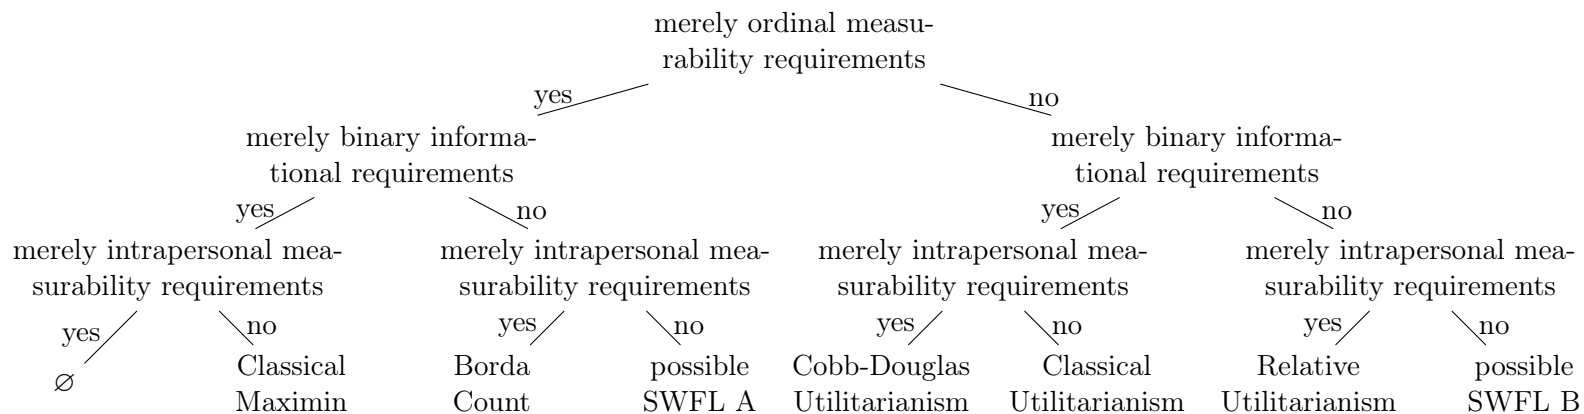 merely ordinal measu-
rability requirements
yes
no
merely binary informa-
tional requirements
merely binary informa-
tional requirements
yes
no
yes
no
merely intrapersonal mea-
surability requirements
merely intrapersonal mea-
surability requirements
merely intrapersonal mea-
surability requirements
merely intrapersonal mea-
surability requirements
yes
no
yes
no
yes
no
yes
no
∅
Classical
Maximin
Borda
Count
possible
SWFL A
Cobb-Douglas
Utilitarianism
Classical
Utilitarianism
Relative
Utilitarianism
possible
SWFL B